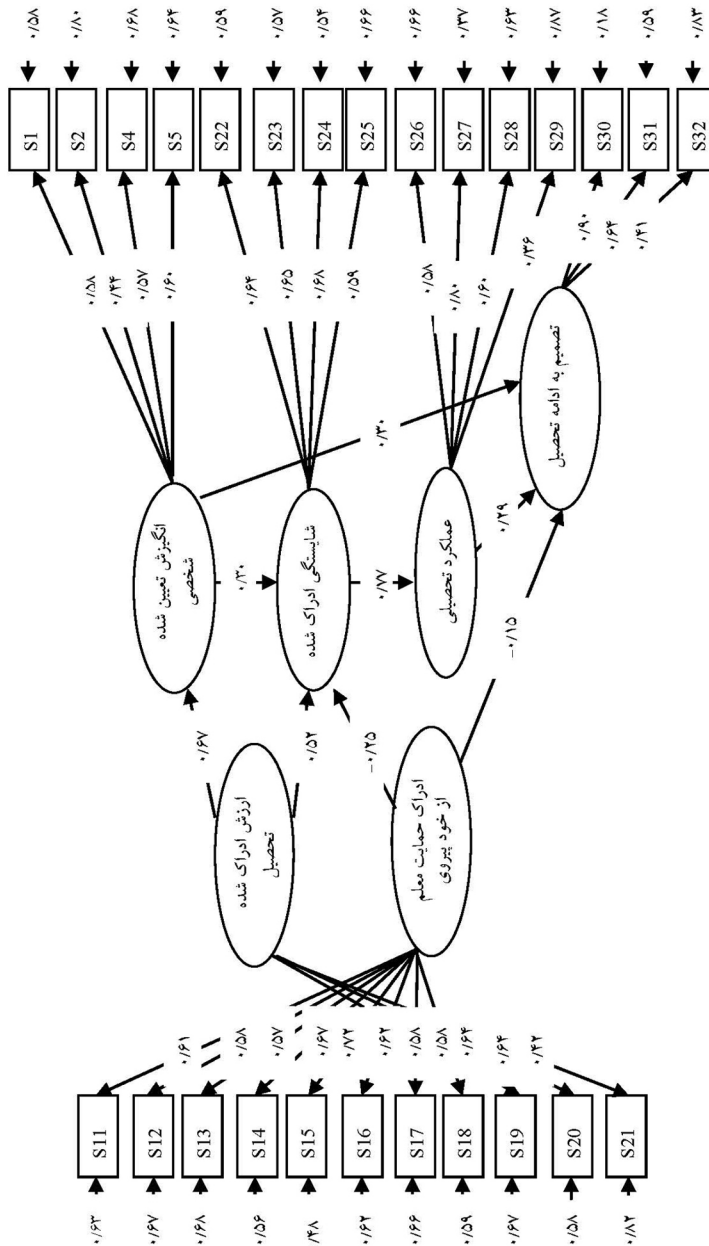 ۰/۵۸
۰/۸۰
۰/۶۸
۰/۶۴
۰/۵۹
۰/۵۷
۰/۵۴
۰/۶۶
۰/۶۶
۰/۳۷
۰/۶۳
۰/۸۷
۰/۱۸
۰/۵۹
۰/۸۳
S1
S2
S4
S5
S22
S23
S24
S25
S26
S27
S28
S29
S30
S31
S32
۰/۵۸
۰/۴۴
۰/۵۷
۰/۶۰
۰/۶۴
۰/۶۵
۰/۶۸
۰/۵۹
۰/۵۸
۰/۸۰
۰/۶۰
۰/۳۶
۰/۹۰
۰/۶۴
۰/۴۱
انگیزش تعیین شده
شخصی
شایستگی ادراک شده
عملکرد تحصیلی
تصمیم به ادامه تحصیل
۰/۳۰
۰/۳۰
۰/۷۷
۰/۲۹
-۰/۱۵
۰/۶۷
۰/۵۲
-۰/۲۵
ارزش ادراک شده
تحصیل
ادراک حمایت معلم
از خود پیروی
۰/۶۱
۰/۵۸
۰/۵۷
۰/۶۷
۰/۷۲
۰/۶۲
۰/۵۸
۰/۵۸
۰/۶۴
۰/۶۴
۰/۴۲
S11
S12
S13
S14
S15
S16
S17
S18
S19
S20
S21
۰/۶۳
۰/۶۷
۰/۶۸
۰/۵۶
/۴۸
۰/۶۲
۰/۶۶
۰/۵۹
۰/۶۷
۰/۵۸
۰/۸۲